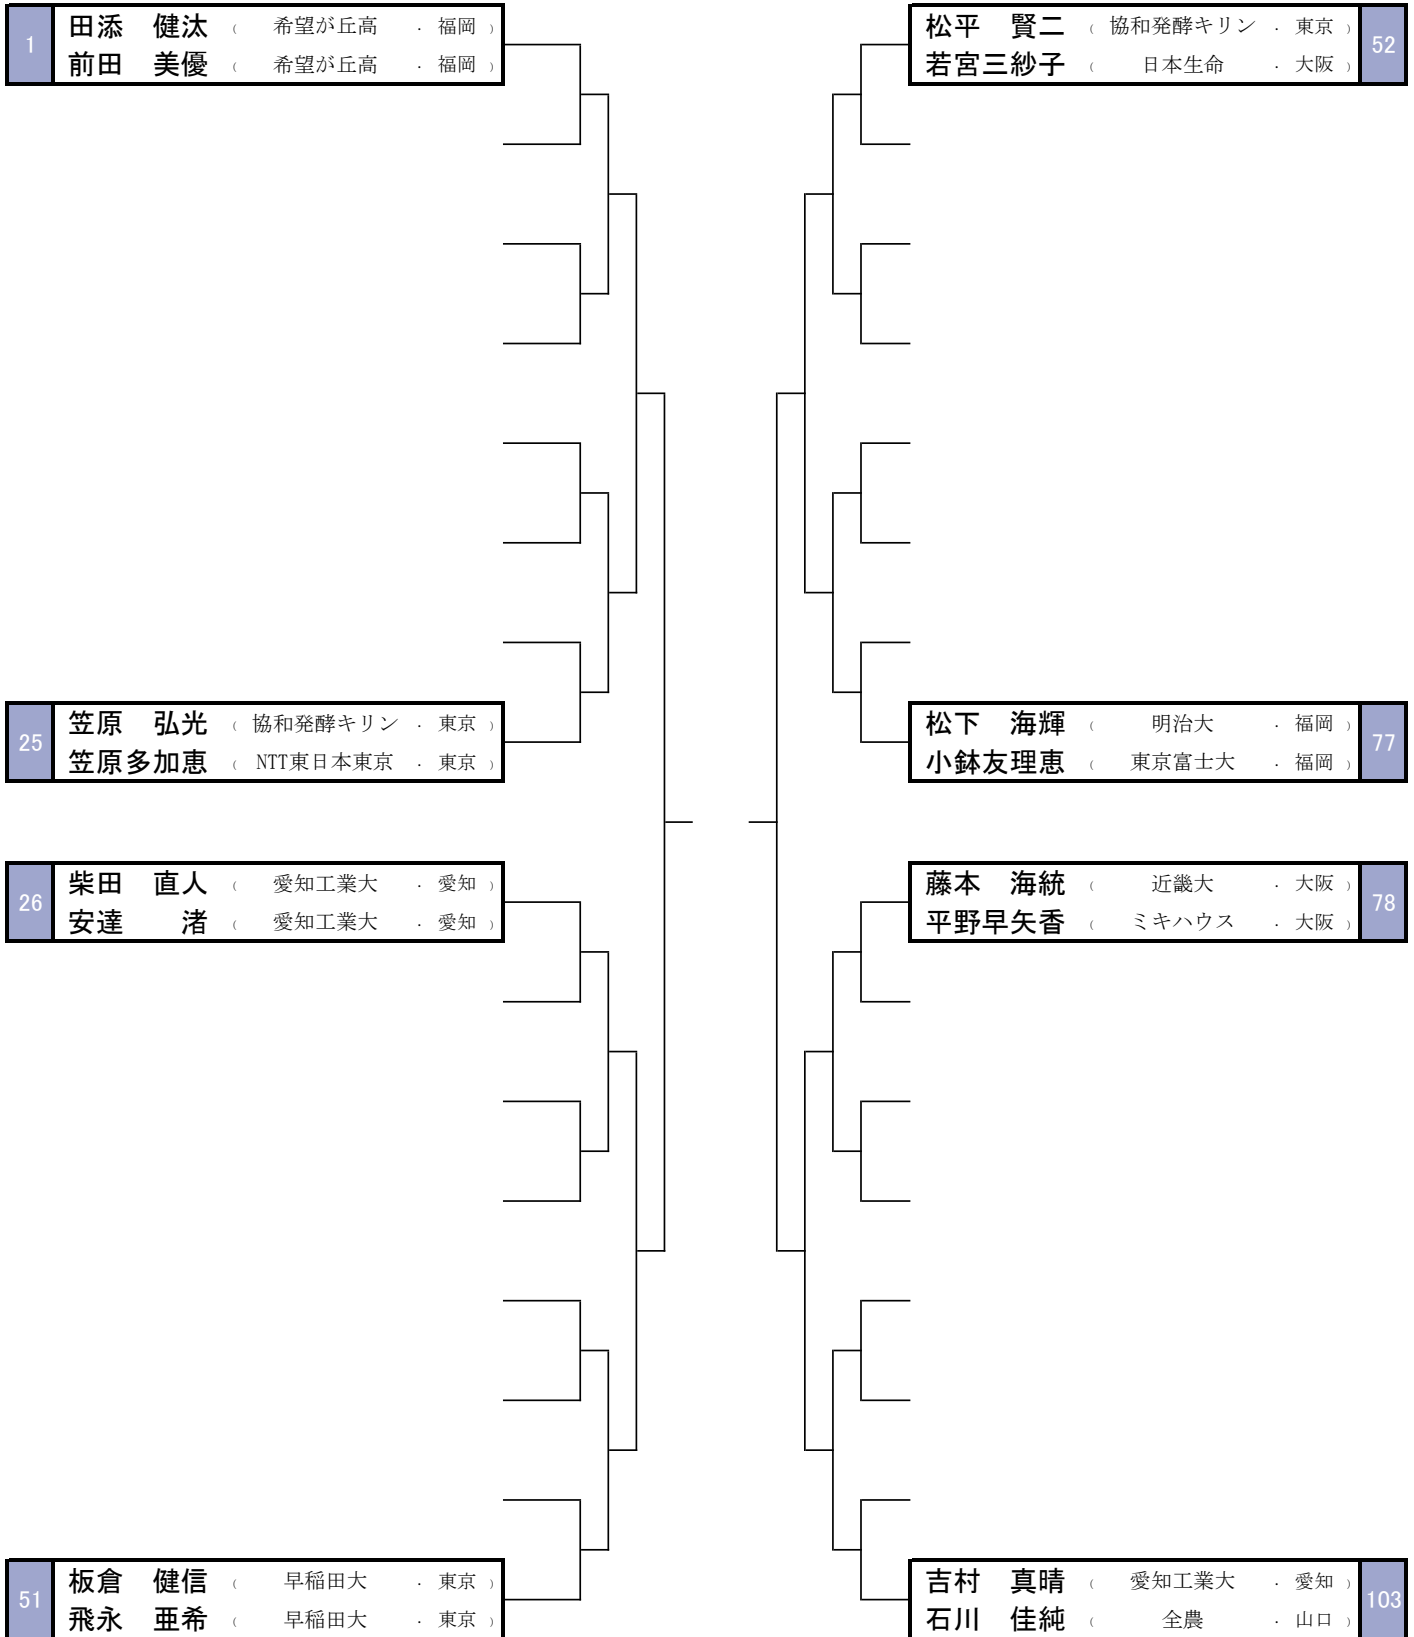 1
田添 健汰 ( 希望が丘高 ・ 福岡 )
前田 美優 ( 希望が丘高 ・ 福岡 )
25
笠原 弘光 ( 協和発酵キリン ・ 東京 )
笠原多加恵 ( NTT東日本東京 ・ 東京 )
26
柴田 直人 ( 愛知工業大 ・ 愛知 )
安達 渚 ( 愛知工業大 ・ 愛知 )
51
板倉 健信 ( 早稲田大 ・ 東京 )
飛永 亜希 ( 早稲田大 ・ 東京 )
松平 賢二 ( 協和発酵キリン ・ 東京 )
若宮三紗子 ( 日本生命 ・ 大阪 )
52
松下 海輝 ( 明治大 ・ 福岡 )
小鉢友理恵 ( 東京富士大 ・ 福岡 )
77
藤本 海統 ( 近畿大 ・ 大阪 )
平野早矢香 ( ミキハウス ・ 大阪 )
78
吉村 真晴 ( 愛知工業大 ・ 愛知 )
石川 佳純 ( 全農 ・ 山口 )
103